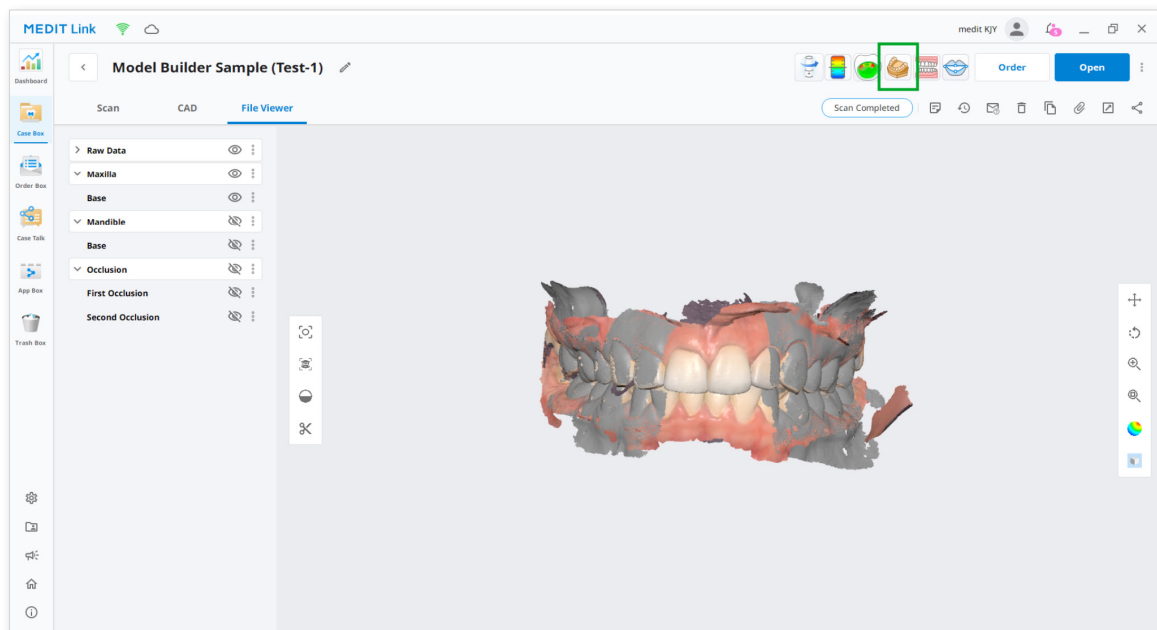 MEDIT Link
medit KJY
5
Dashboard
Model Builder Sample (Test-1)
Order
Open
Scan
CAD
File Viewer
Scan Completed
Case Box
Raw Data
Maxilla
Base
Order Box
Mandible
Base
Case Talk
Occlusion
First Occlusion
App Box
Second Occlusion
Trash Box